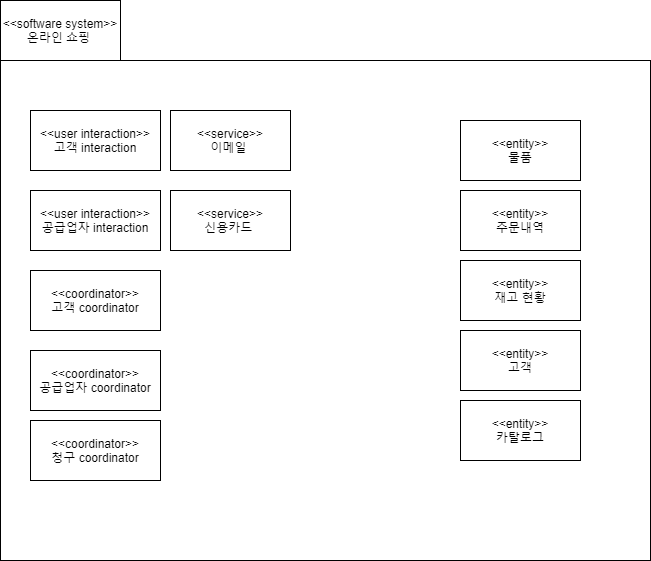 <<software system>>
온라인 쇼핑
<<user interaction>>
고객 interaction
<<service>>
이메일
<<entity>>
물품
<<user interaction>>
공급업자 interaction
<<service>>
신용카드
<<entity>>
주문내역
<<coordinator>>
고객 coordinator
<<entity>>
재고 현황
<<coordinator>>
공급업자 coordinator
<<entity>>
고객
<<coordinator>>
청구 coordinator
<<entity>>
카탈로그